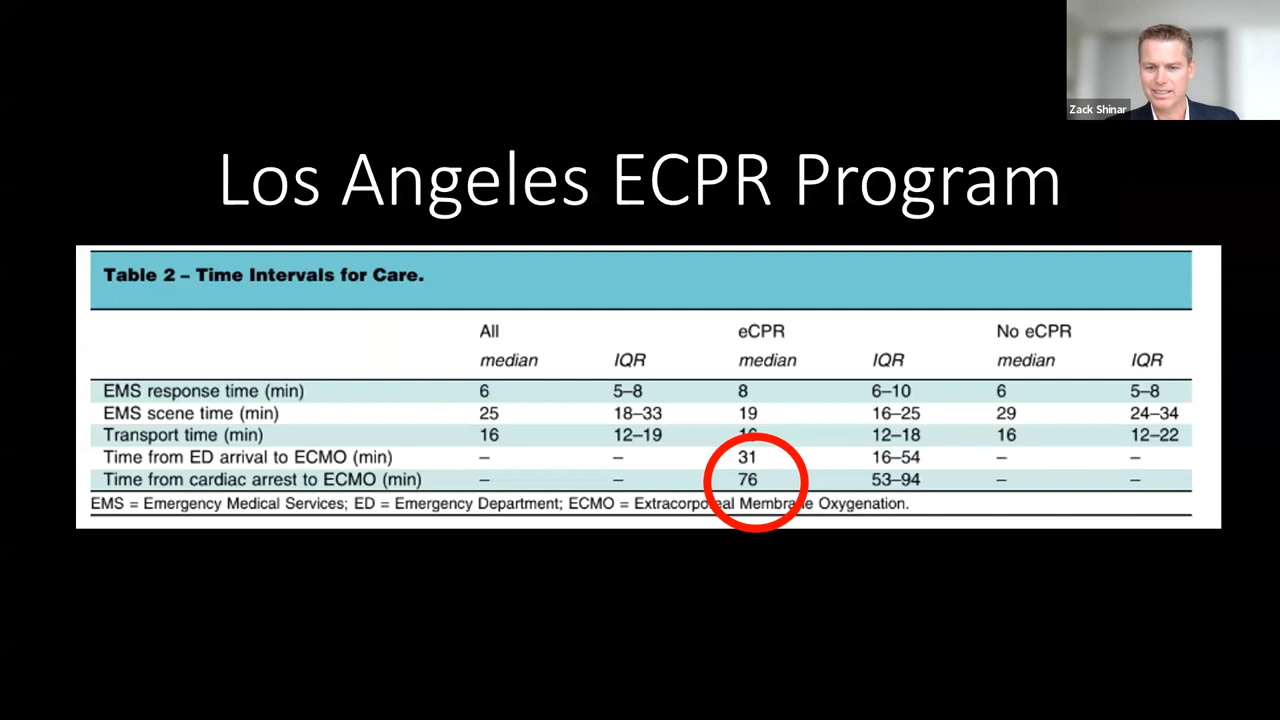 Zack Shinar
Los Angeles ECPR Program
Table 2 – Time Intervals for Care.
All eCPR No eCPR
median IQR median IQR median IQR
EMS response time (min) 6 5–8 8 6–10 6 5–8
EMS scene time (min) 25 18–33 19 16–25 29 24–34
Transport time (min) 16 12–19 12–18 16 12–22
Time from ED arrival to ECMO (min) – – 31 16–54 – –
Time from cardiac arrest to ECMO (min) – – 76 53–94 – –
EMS = Emergency Medical Services; ED = Emergency Department; ECMO = Extracorporeal Membrane Oxygenation.